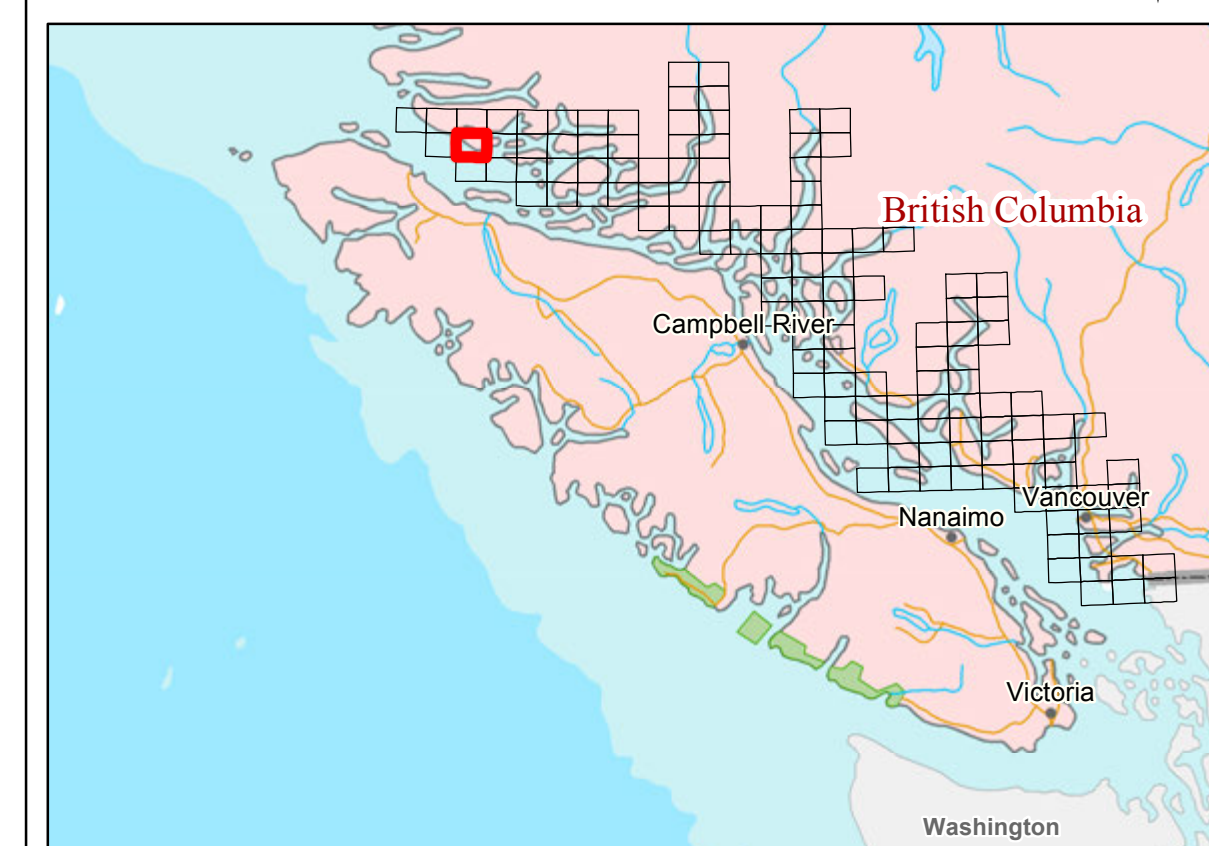 British Columbia
Campbell River
Vancouver
Nanaimo
Victoria
Washington